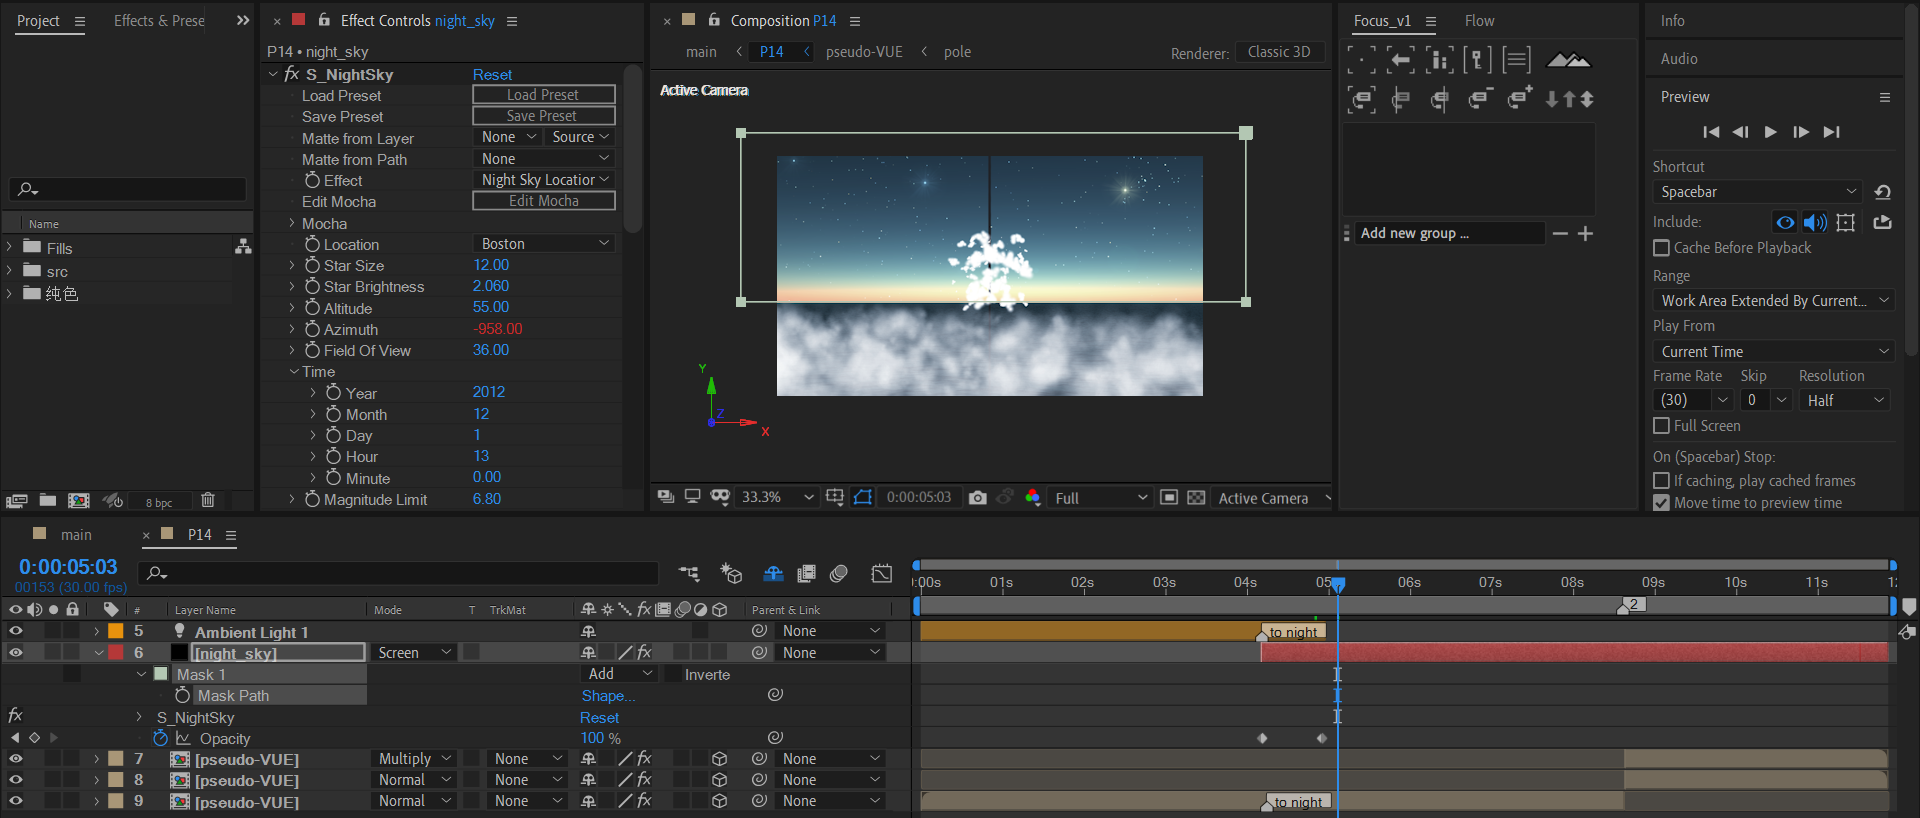 Project
Effects & Prese
Effect Controls night_sky
Composition P14
Focus_v1
Flow
Info
P14 • night_sky
main
P14
pseudo-VUE
pole
Renderer:
Classic 3D
Audio
S_NightSky
Reset
Load Preset
Load Preset
Active Camera
Preview
Save Preset
Save Preset
Matte from Layer
None
Source
Matte from Path
None
Shortcut
Effect
Night Sky Location
Spacebar
Edit Mocha
Edit Mocha
Name
Mocha
Include:
Fills
Location
Boston
Add new group ...
Cache Before Playback
src
Star Size
12.00
Range
纯色
Star Brightness
2.060
Work Area Extended By Current...
Altitude
55.00
Play From
Azimuth
-958.00
Current Time
Field Of View
36.00
Frame Rate
Skip
Resolution
Time
(30)
0
Half
Year
2012
Month
12
Full Screen
Day
1
On (Spacebar) Stop:
Hour
13
If caching, play cached frames
Minute
0.00
Move time to preview time
8 bpc
Magnitude Limit
6.80
33.3%
0:00:05:03
Full
Active Camera
Y
Z
X
main
P14
0:00:05:03
00153 (30.00 fps)
:00s
01s
02s
03s
04s
05
06s
07s
08s
09s
10s
11s
12
#
Layer Name
Mode
T
TrkMat
Parent & Link
2
5
Ambient Light 1
None
to night
6
[night_sky]
Screen
None
Mask 1
Add
Inverte
Mask Path
Shape...
S_NightSky
Reset
Opacity
100 %
7
[pseudo-VUE]
Multiply
None
None
8
[pseudo-VUE]
Normal
None
None
9
[pseudo-VUE]
Normal
None
None
to night